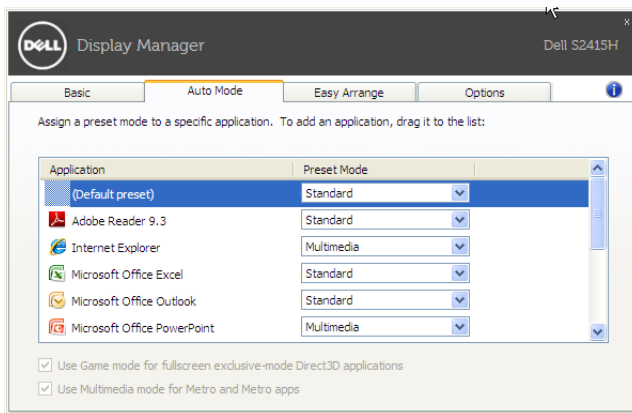 DELL Display Manager Dell S2415H
x
Basic Auto Mode Easy Arrange Options i
Assign a preset mode to a specific application. To add an application, drag it to the list:
Application Preset Mode
(Default preset) Standard
Adobe Reader 9.3 Standard
Internet Explorer Multimedia
Microsoft Office Excel Standard
Microsoft Office Outlook Standard
Microsoft Office PowerPoint Multimedia
Use Game mode for fullscreen exclusive-mode Direct3D applications
Use Multimedia mode for Metro and Metro apps